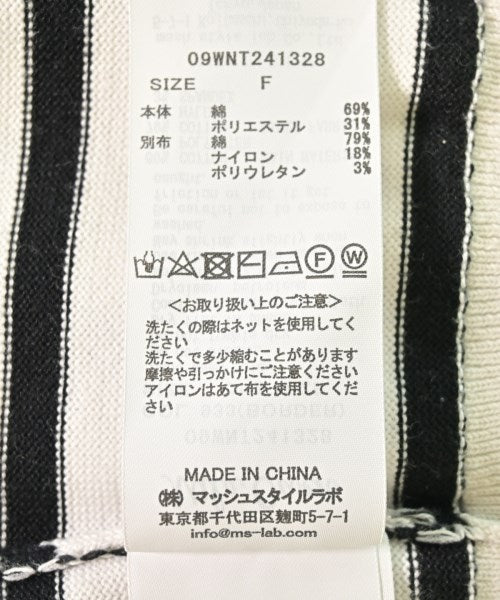 09WNT241328
SIZE F
本体 綿 69%
ポリエステル 31%
別布 綿 79%
ナイロン 18%
ポリウレタン 3%
F W
＜お取り扱い上のご注意＞
洗たくの際はネットを使用してく
ださい
洗たくで多少縮むことがあります
摩擦や引っかけにご注意ください
アイロンはあて布を使用してくだ
さい
MADE IN CHINA
㈱ マッシュスタイルラボ
東京都千代田区麹町5-7-1
info@ms-lab.com